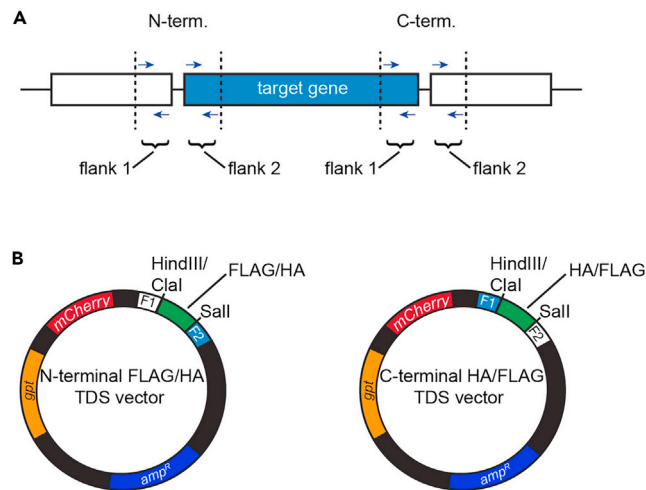 A
N-term.
C-term.
target gene
flank 1
flank 2
flank 1
flank 2
B
HindIII/
ClaI
FLAG/HA
SalI
F1
F2
mCherry
gpt
N-terminal FLAG/HA
TDS vector
ampR
HindIII/
ClaI
HA/FLAG
SalI
F1
F2
mCherry
gpt
C-terminal HA/FLAG
TDS vector
ampR